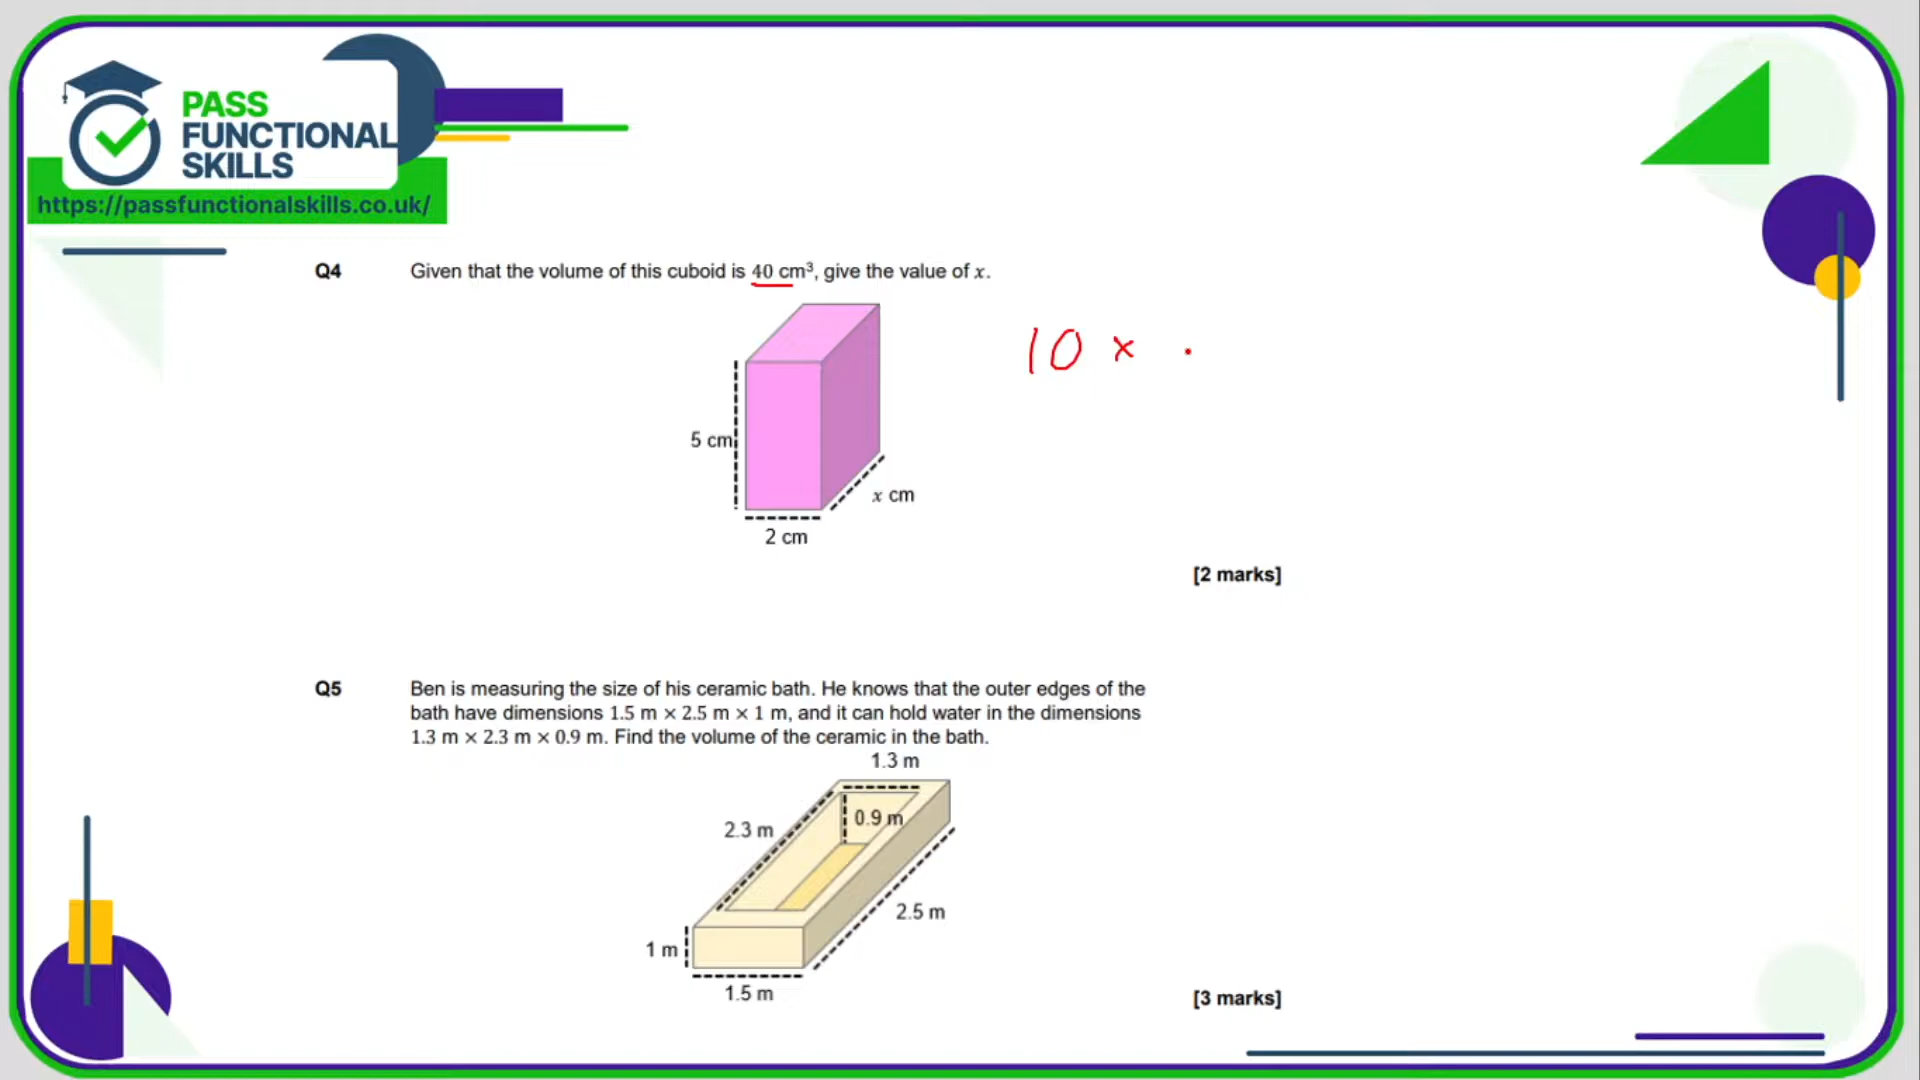 PASS
FUNCTIONAL
SKILLS
https://passfunctionalskills.co.uk/
Q4 Given that the volume of this cuboid is 40 cm³, give the value of x.
10 ×
5 cm
x cm
2 cm
[2 marks]
Q5 Ben is measuring the size of his ceramic bath. He knows that the outer edges of the
bath have dimensions 1.5 m × 2.5 m × 1 m, and it can hold water in the dimensions
1.3 m × 2.3 m × 0.9 m. Find the volume of the ceramic in the bath.
1.3 m
0.9 m
2.3 m
2.5 m
1 m
1.5 m
[3 marks]